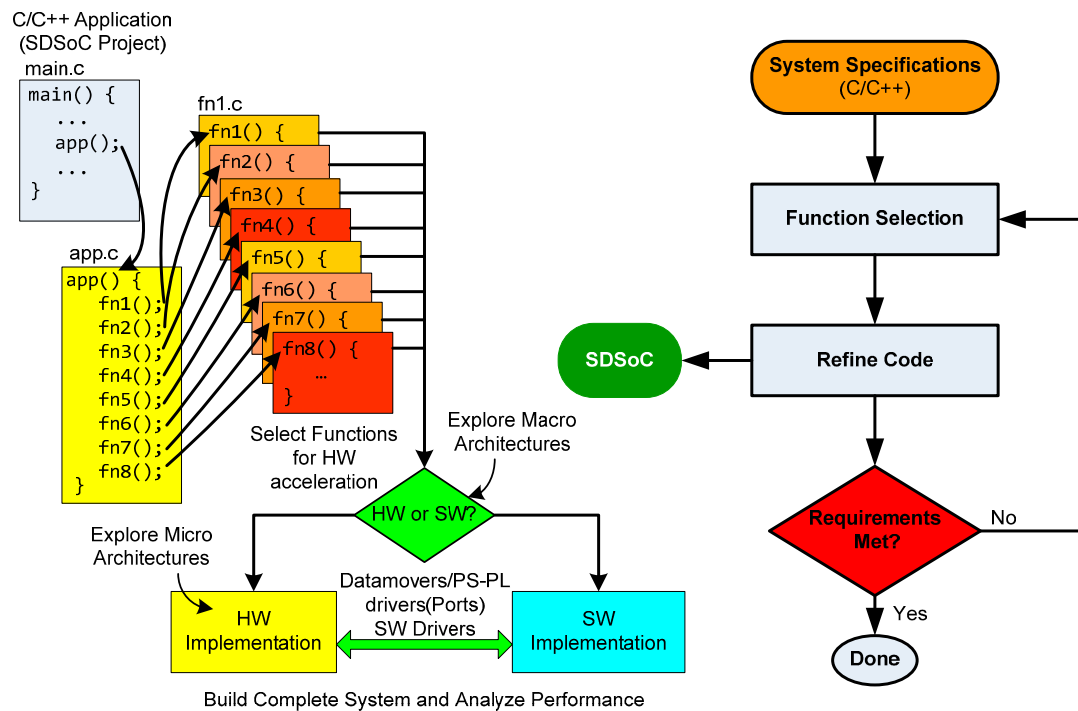 C/C++ Application
(SDSoC Project)
main.c
main() {
...
app();
...
}
app.c
app() {
fn1();
fn2();
fn3();
fn4();
fn5();
fn6();
fn7();
fn8();
}
fn1.c
fn1() {
fn2() {
fn3() {
fn4() {
fn5() {
fn6() {
fn7() {
fn8() {
...
}
Select Functions
for HW
acceleration
Explore Macro
Architectures
HW or SW?
Explore Micro
Architectures
HW
Implementation
Datamovers/PS-PL
drivers(Ports)
SW Drivers
SW
Implementation
Build Complete System and Analyze Performance
System Specifications
(C/C++)
Function Selection
Refine Code
SDSoC
Requirements
Met?
No
Yes
Done